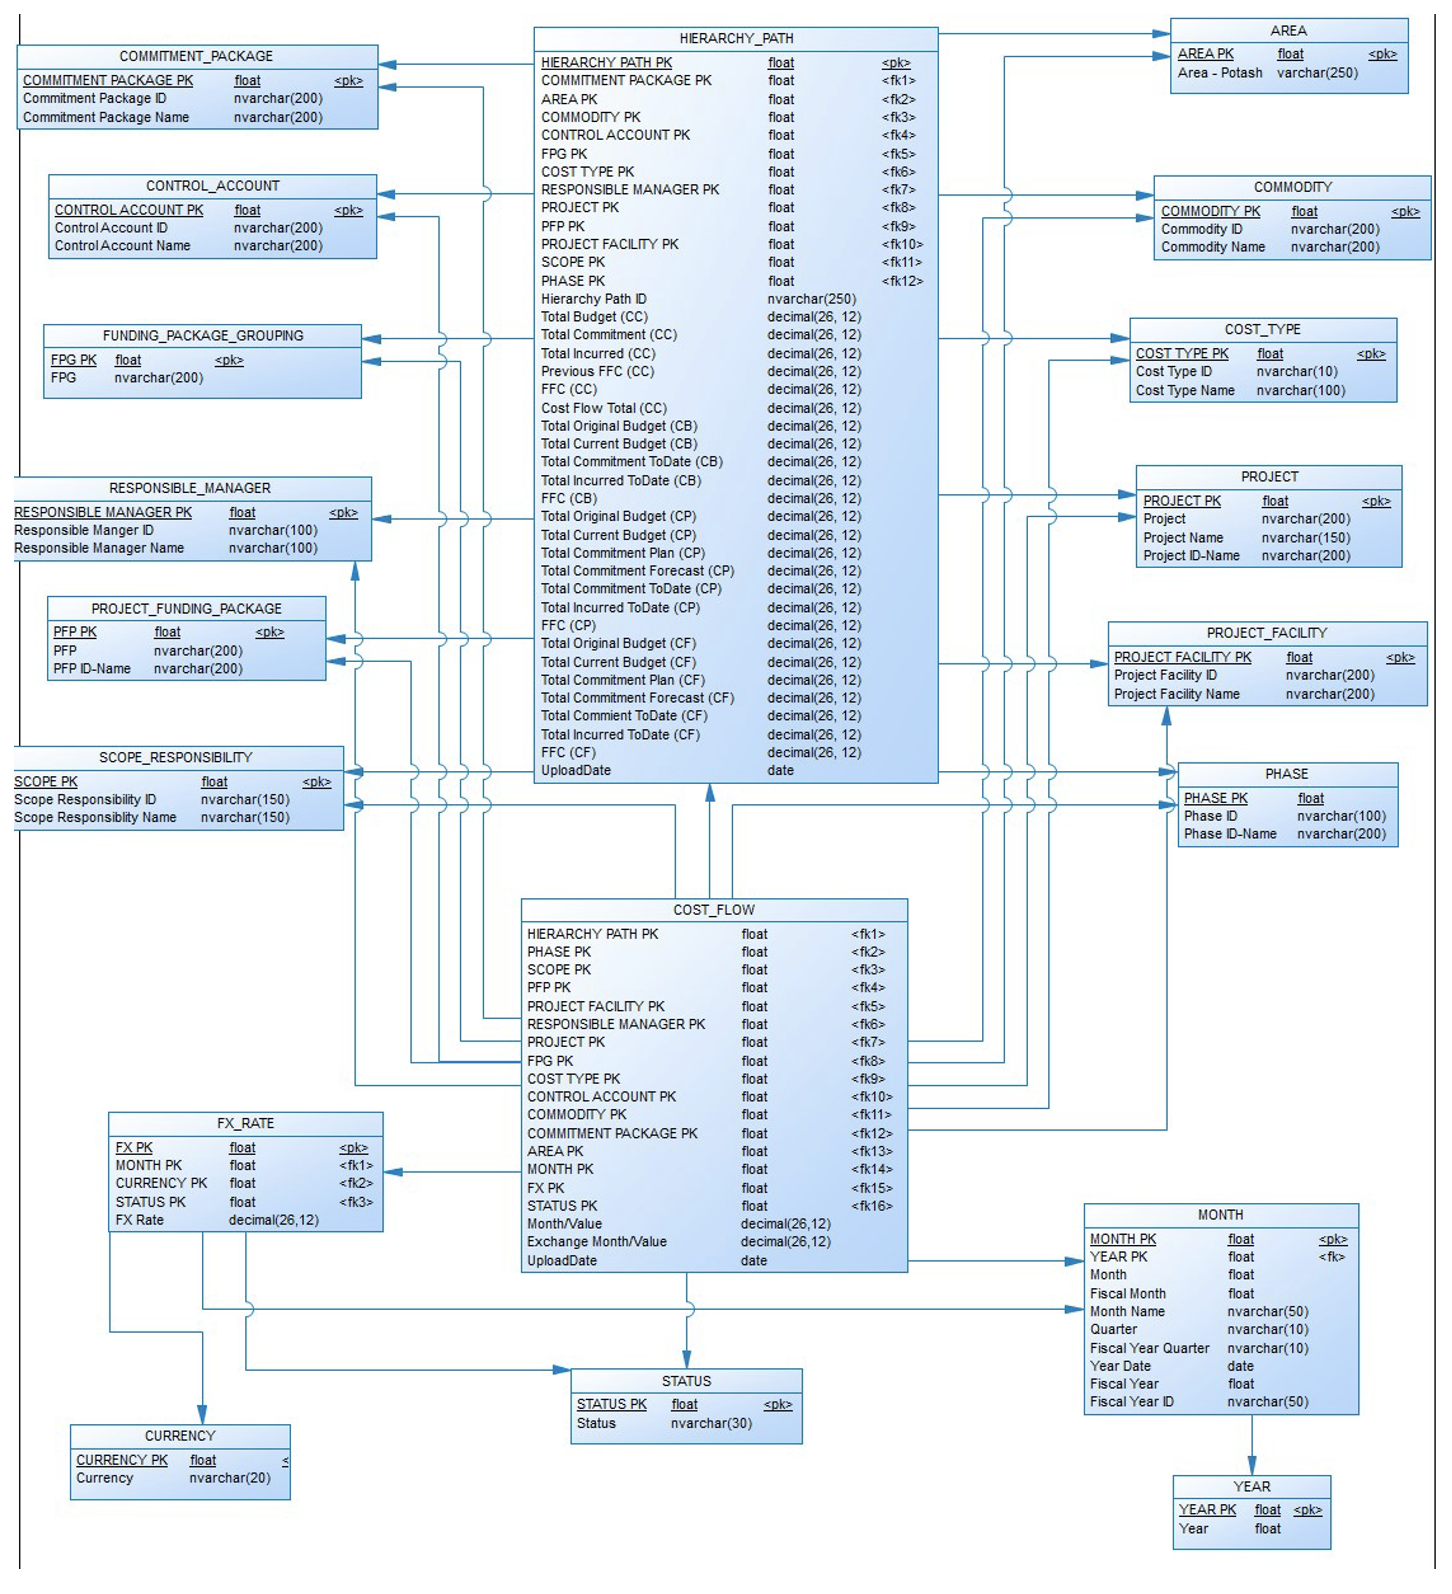 HIERARCHY_PATH
HIERARCHY PATH PK float <pk>
COMMITMENT PACKAGE PK float <fk1>
AREA PK float <fk2>
COMMODITY PK float <fk3>
CONTROL ACCOUNT PK float <fk4>
FPG PK float <fk5>
COST TYPE PK float <fk6>
RESPONSIBLE MANAGER PK float <fk7>
PROJECT PK float <fk8>
PFP PK float <fk9>
PROJECT FACILITY PK float <fk10>
SCOPE PK float <fk11>
PHASE PK float <fk12>
Hierarchy Path ID nvarchar(250)
Total Budget (CC) decimal(26, 12)
Total Commitment (CC) decimal(26, 12)
Total Incurred (CC) decimal(26, 12)
Previous FFC (CC) decimal(26, 12)
FFC (CC) decimal(26, 12)
Cost Flow Total (CC) decimal(26, 12)
Total Original Budget (CB) decimal(26, 12)
Total Current Budget (CB) decimal(26, 12)
Total Commitment ToDate (CB) decimal(26, 12)
Total Incurred ToDate (CB) decimal(26, 12)
FFC (CB) decimal(26, 12)
Total Original Budget (CP) decimal(26, 12)
Total Current Budget (CP) decimal(26, 12)
Total Commitment Plan (CP) decimal(26, 12)
Total Commitment Forecast (CP) decimal(26, 12)
Total Commitment ToDate (CP) decimal(26, 12)
Total Incurred ToDate (CP) decimal(26, 12)
FFC (CP) decimal(26, 12)
Total Original Budget (CF) decimal(26, 12)
Total Current Budget (CF) decimal(26, 12)
Total Commitment Plan (CF) decimal(26, 12)
Total Commitment Forecast (CF) decimal(26, 12)
Total Commient ToDate (CF) decimal(26, 12)
Total Incurred ToDate (CF) decimal(26, 12)
FFC (CF) decimal(26, 12)
UploadDate date
COMMITMENT_PACKAGE
COMMITMENT PACKAGE PK float <pk>
Commitment Package ID nvarchar(200)
Commitment Package Name nvarchar(200)
CONTROL_ACCOUNT
CONTROL ACCOUNT PK float <pk>
Control Account ID nvarchar(200)
Control Account Name nvarchar(200)
FUNDING_PACKAGE_GROUPING
FPG PK float <pk>
FPG nvarchar(200)
RESPONSIBLE_MANAGER
RESPONSIBLE MANAGER PK float <pk>
Responsible Manger ID nvarchar(100)
Responsible Manager Name nvarchar(100)
PROJECT_FUNDING_PACKAGE
PFP PK float <pk>
PFP nvarchar(200)
PFP ID-Name nvarchar(200)
SCOPE_RESPONSIBILITY
SCOPE PK float <pk>
Scope Responsibility ID nvarchar(150)
Scope Responsiblity Name nvarchar(150)
AREA
AREA PK float <pk>
Area - Potash varchar(250)
COMMODITY
COMMODITY PK float <pk>
Commodity ID nvarchar(200)
Commodity Name nvarchar(200)
COST_TYPE
COST TYPE PK float <pk>
Cost Type ID nvarchar(10)
Cost Type Name nvarchar(100)
PROJECT
PROJECT PK float <pk>
Project nvarchar(200)
Project Name nvarchar(150)
Project ID-Name nvarchar(200)
PROJECT_FACILITY
PROJECT FACILITY PK float <pk>
Project Facility ID nvarchar(200)
Project Facility Name nvarchar(200)
PHASE
PHASE PK float
Phase ID nvarchar(100)
Phase ID-Name nvarchar(200)
COST_FLOW
HIERARCHY PATH PK float <fk1>
PHASE PK float <fk2>
SCOPE PK float <fk3>
PFP PK float <fk4>
PROJECT FACILITY PK float <fk5>
RESPONSIBLE MANAGER PK float <fk6>
PROJECT PK float <fk7>
FPG PK float <fk8>
COST TYPE PK float <fk9>
CONTROL ACCOUNT PK float <fk10>
COMMODITY PK float <fk11>
COMMITMENT PACKAGE PK float <fk12>
AREA PK float <fk13>
MONTH PK float <fk14>
FX PK float <fk15>
STATUS PK float <fk16>
Month/Value decimal(26,12)
Exchange Month/Value decimal(26,12)
UploadDate date
FX_RATE
FX PK float <pk>
MONTH PK float <fk1>
CURRENCY PK float <fk2>
STATUS PK float <fk3>
FX Rate decimal(26,12)
MONTH
MONTH PK float <pk>
YEAR PK float <fk>
Month float
Fiscal Month float
Month Name nvarchar(50)
Quarter nvarchar(10)
Fiscal Year Quarter nvarchar(10)
Year Date date
Fiscal Year float
Fiscal Year ID nvarchar(50)
STATUS
STATUS PK float <pk>
Status nvarchar(30)
CURRENCY
CURRENCY PK float <
Currency nvarchar(20)
YEAR
YEAR PK float <pk>
Year float